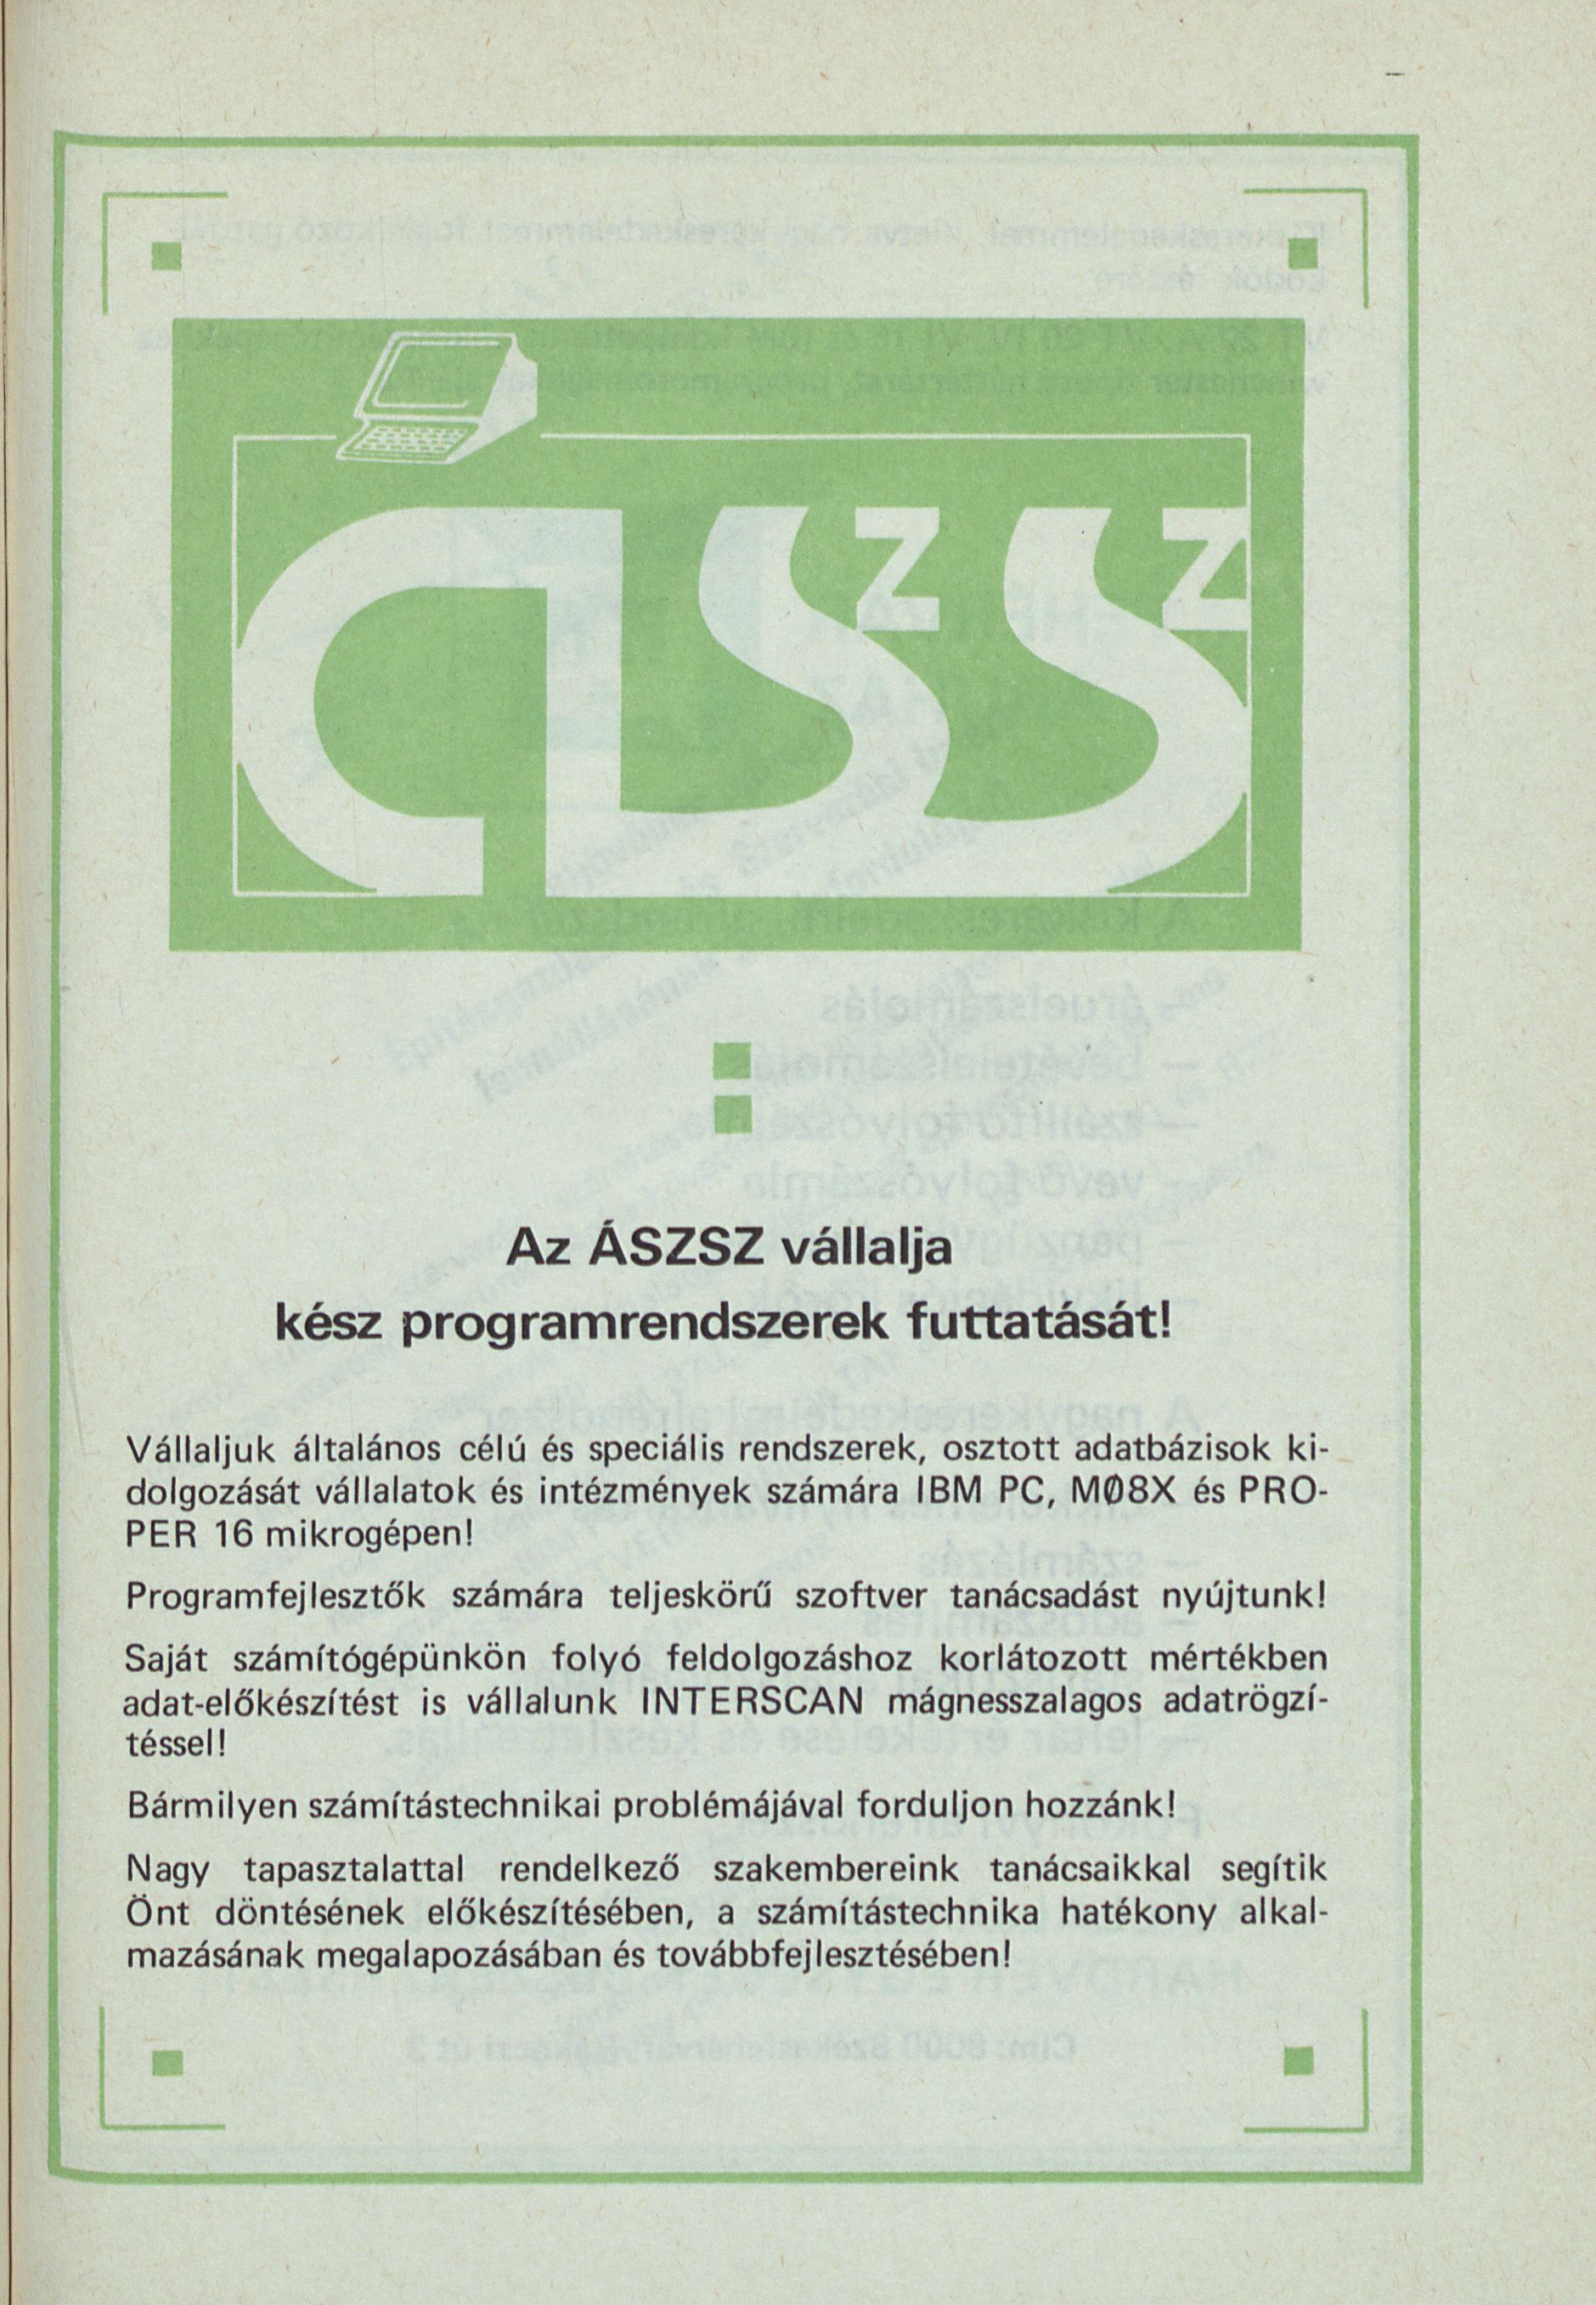 ÁSZSZ
Az ÁSZSZ vállalja
kész programrendszerek futtatását!
Vállaljuk általános célú és speciális rendszerek, osztott adatbázisok ki-
dolgozását vállalatok és intézmények számára IBM PC, MØ8X és PRO-
PER 16 mikrogépen!
Programfejlesztők számára teljeskörű szoftver tanácsadást nyújtunk!
Saját számítógépünkön folyó feldolgozáshoz korlátozott mértékben
adat-előkészítést is vállalunk INTERSCAN mágnesszalagos adatrögzí-
téssel!
Bármilyen számítástechnikai problémájával forduljon hozzánk!
Nagy tapasztalattal rendelkező szakembereink tanácsaikkal segítik
Önt döntésének előkészítésében, a számítástechnika hatékony alkal-
mazásának megalapozásában és továbbfejlesztésében!